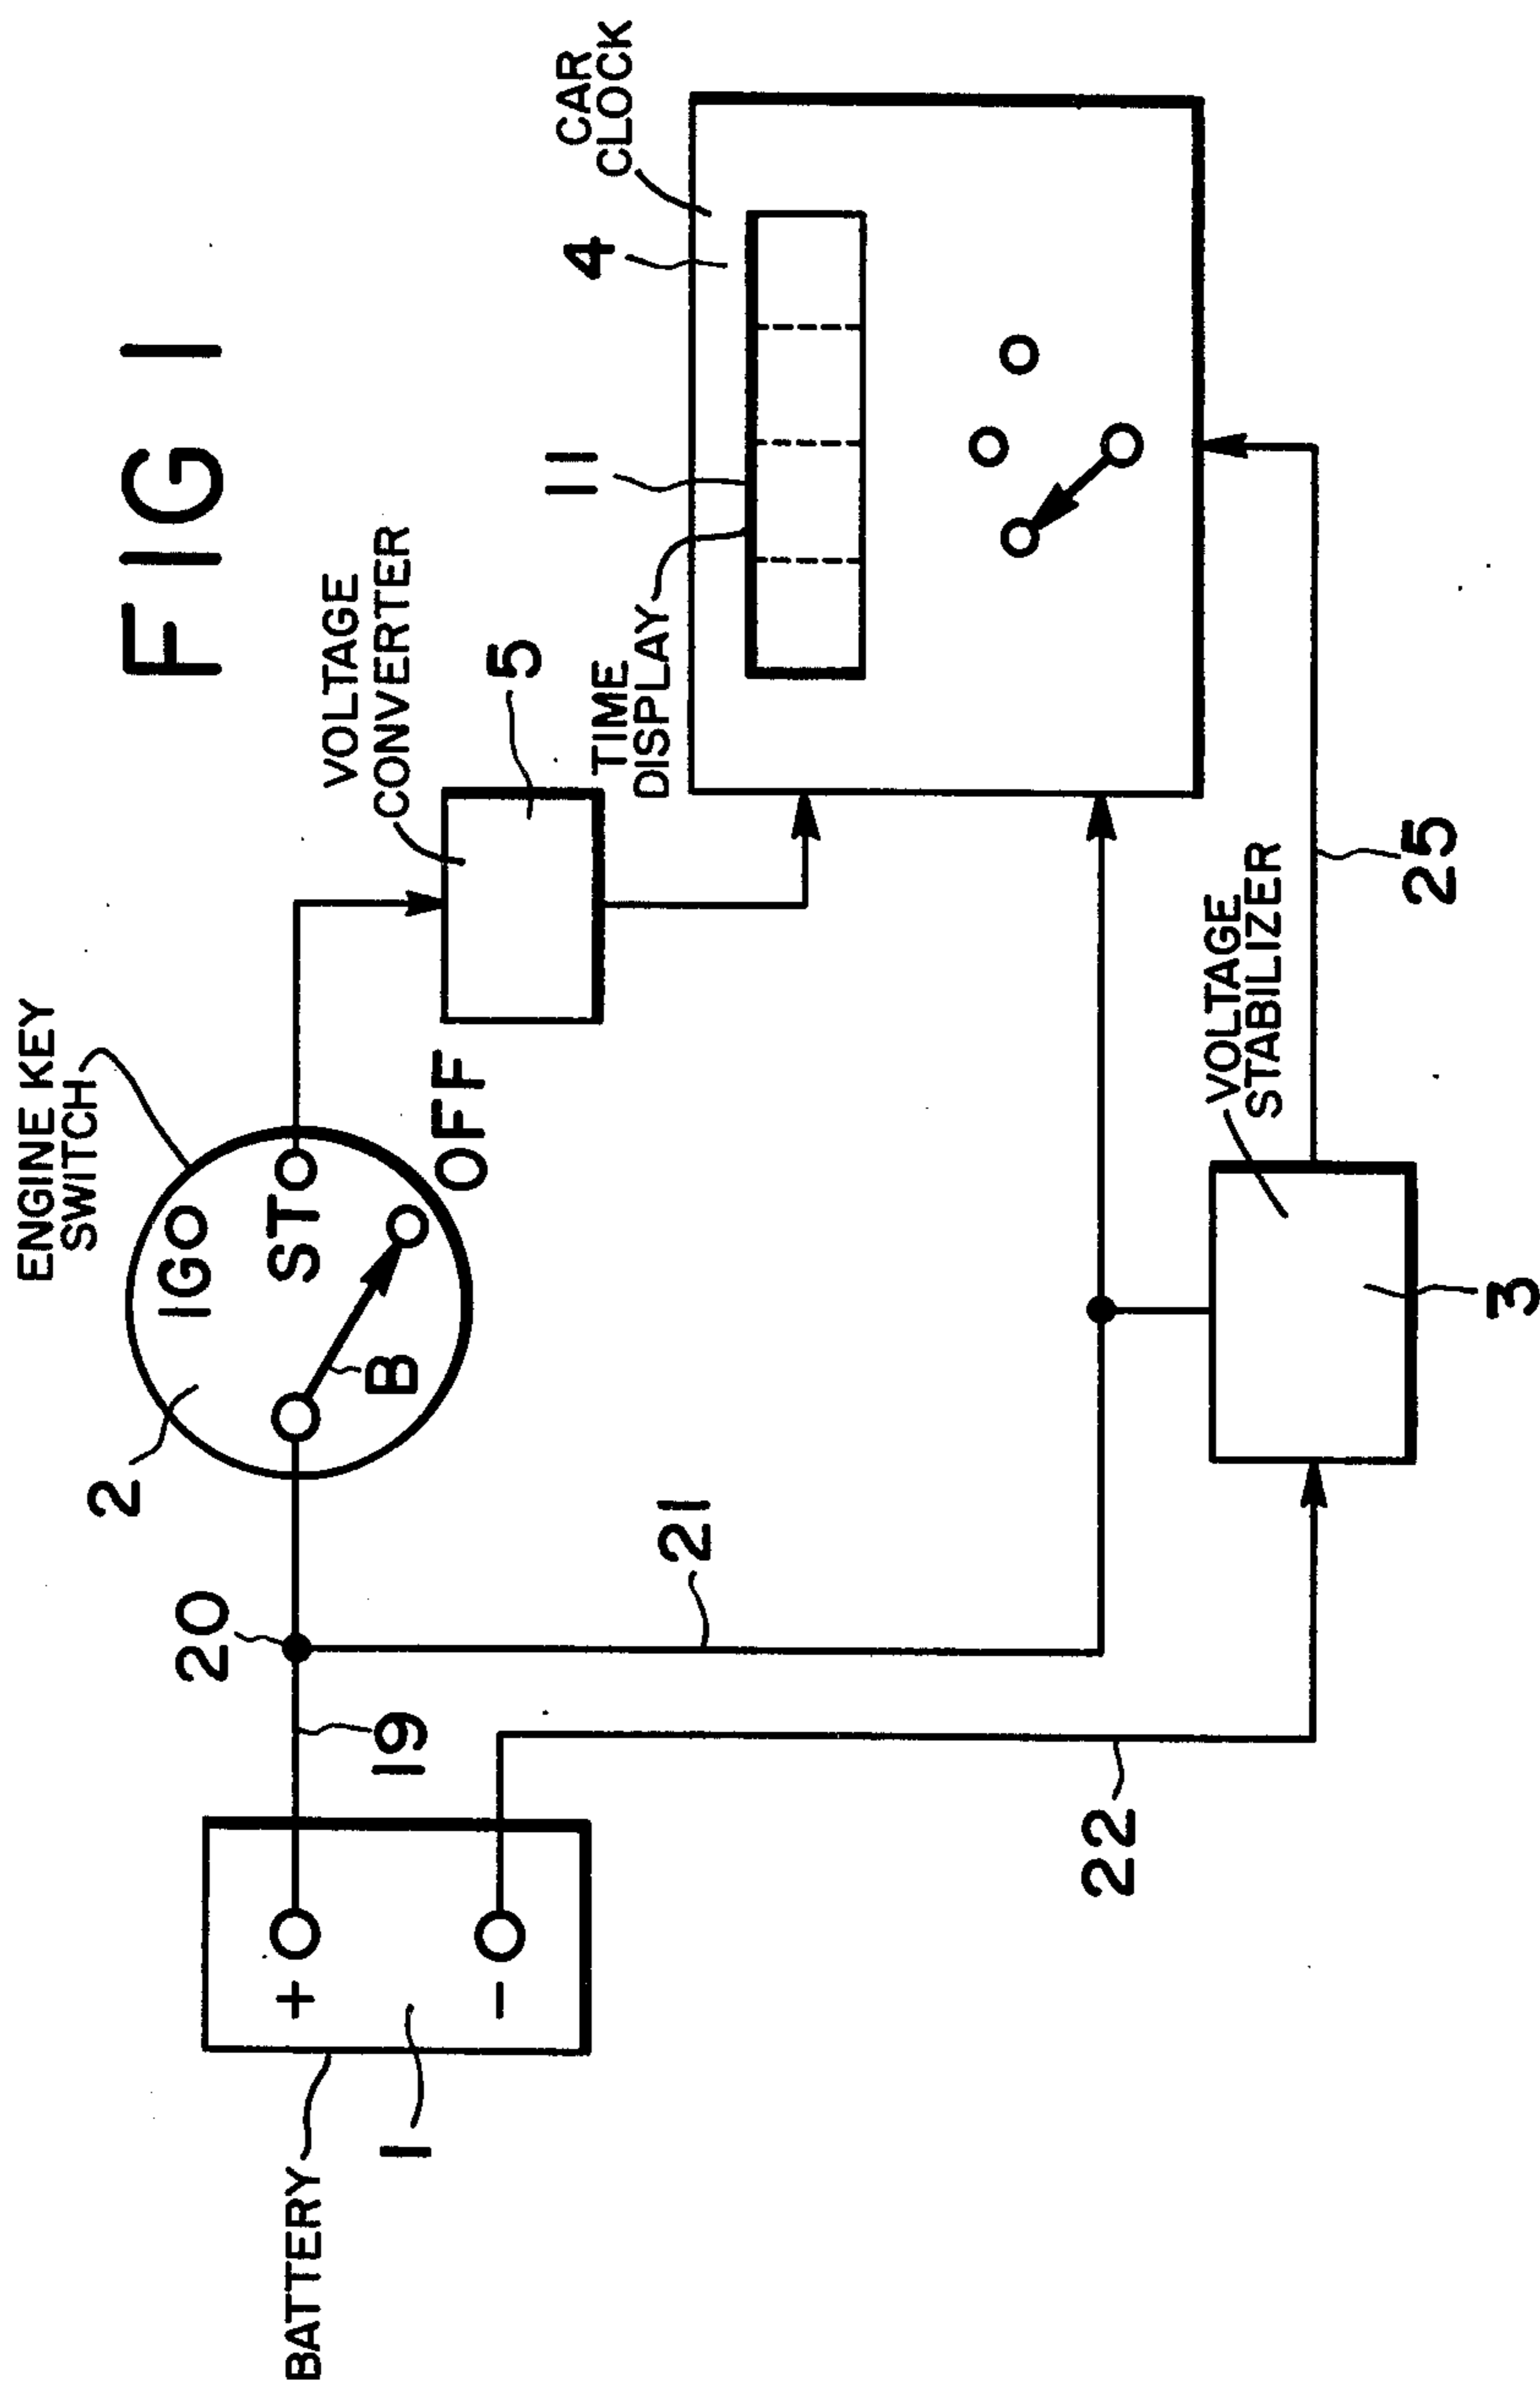 FIG 1
ENGINE KEY
SWITCH
2
IG
ST
B
OFF
20
19
BATTERY
+
-
1
VOLTAGE
CONVERTER
5
TIME
DISPLAY
11
4
CAR
CLOCK
21
22
VOLTAGE
STABILIZER
3
25